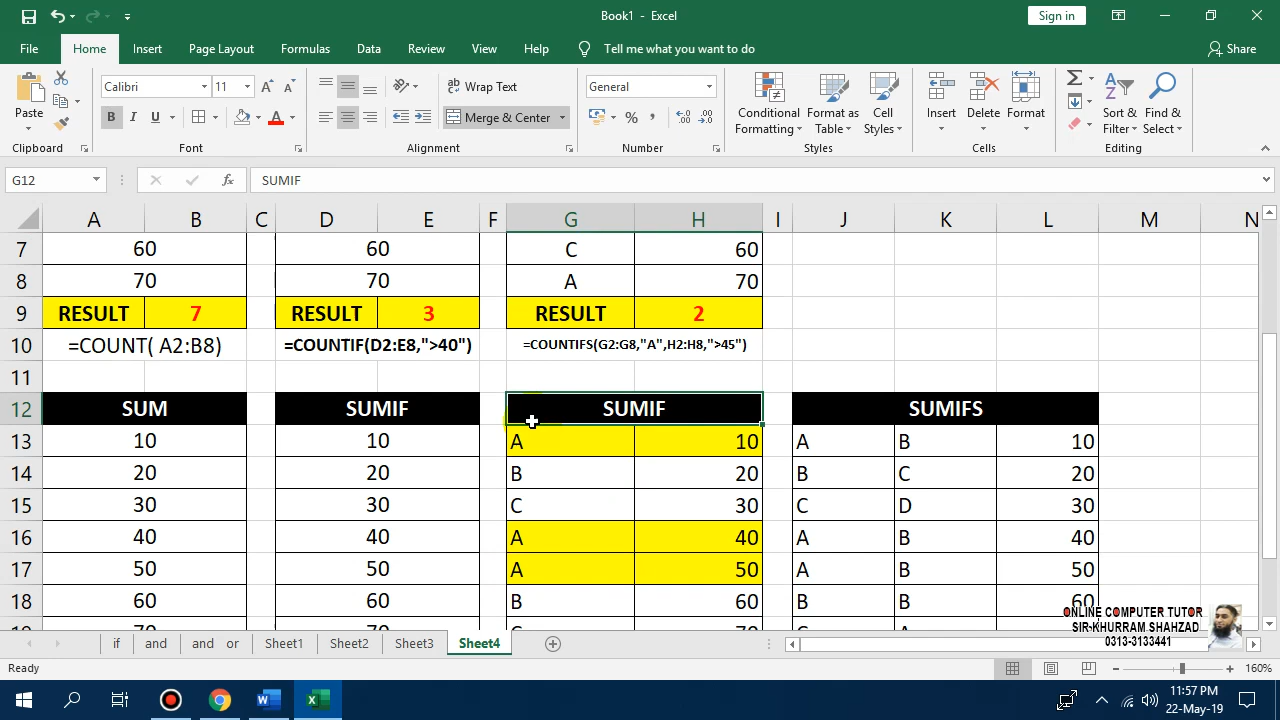 Book1 - Excel
Sign in
File Home Insert Page Layout Formulas Data Review View Help Tell me what you want to do Share
Paste
Calibri 11
B I U
Wrap Text
Merge & Center
General
% ,
Conditional Formatting
Format as Table
Cell Styles
Insert Delete Format
Sort & Filter
Find & Select
Clipboard Font Alignment Number Styles Cells Editing
G12 fx SUMIF
A B C D E F G H I J K L M N
7 60 60 C 60
8 70 70 A 70
9 RESULT 7 RESULT 3 RESULT 2
10 =COUNT( A2:B8) =COUNTIF(D2:E8,">40") =COUNTIFS(G2:G8,"A",H2:H8,">45")
11
12 SUM SUMIF SUMIF SUMIFS
13 10 10 A 10 A B 10
14 20 20 B 20 B C 20
15 30 30 C 30 C D 30
16 40 40 A 40 A B 40
17 50 50 A 50 A B 50
18 60 60 B 60 B B 60
ONLINE COMPUTER TUTOR
SIR-KHURRAM SHAHZAD
0313-3133441
if and and or Sheet1 Sheet2 Sheet3 Sheet4
Ready 160%
11:57 PM
22-May-19